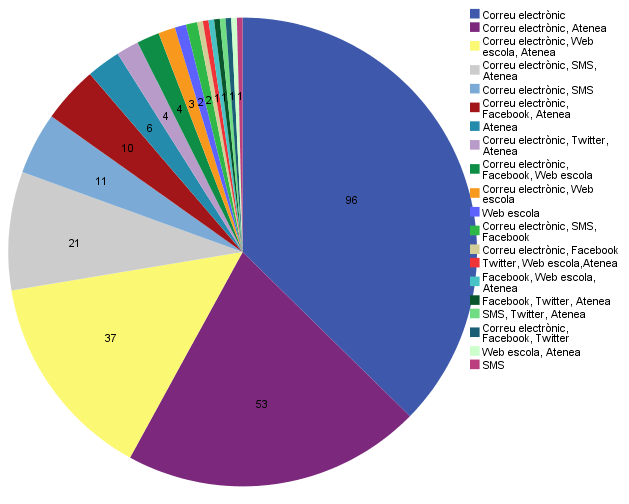 Correu electrònic
Correu electrònic, Atenea
Correu electrònic, Web
escola, Atenea
Correu electrònic, SMS,
Atenea
Correu electrònic, SMS
Correu electrònic,
Facebook, Atenea
Atenea
Correu electrònic, Twitter,
Atenea
Correu electrònic,
Facebook, Web escola
Correu electrònic, Web
escola
Web escola
Correu electrònic, SMS,
Facebook
Correu electrònic, Facebook
Twitter, Web escola,Atenea
Facebook, Web escola,
Atenea
Facebook, Twitter, Atenea
SMS, Twitter, Atenea
Correu electrònic,
Facebook, Twitter
Web escola, Atenea
SMS
96
53
37
21
11
10
6
4
4
3
2
2
1
1
1
1